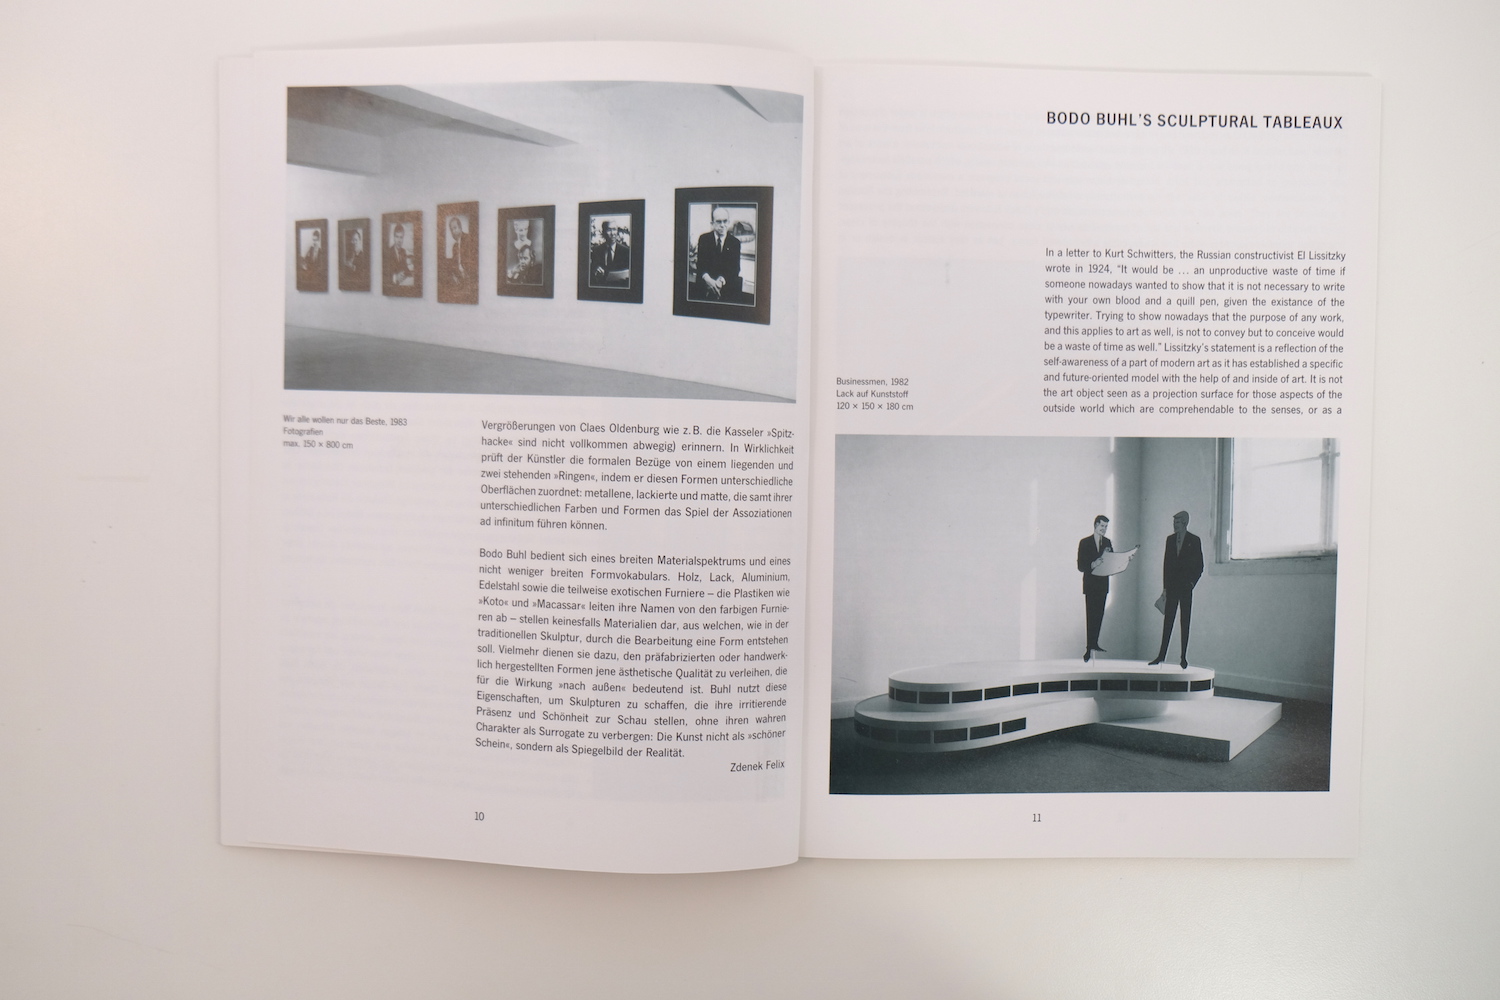 Wir alle wollen nur das Beste, 1983
Fotografien
max. 150 × 800 cm
Vergrößerungen von Claes Oldenburg wie z. B. die Kasseler »Spitz-
hacke« sind nicht vollkommen abwegig) erinnern. In Wirklichkeit
prüft der Künstler die formalen Bezüge von einem liegenden und
zwei stehenden »Ringen«, indem er diesen Formen unterschiedliche
Oberflächen zuordnet: metallene, lackierte und matte, die samt ihrer
unterschiedlichen Farben und Formen das Spiel der Assoziationen
ad infinitum führen können.
Bodo Buhl bedient sich eines breiten Materialspektrums und eines
nicht weniger breiten Formvokabulars. Holz, Lack, Aluminium,
Edelstahl sowie die teilweise exotischen Furniere – die Plastiken wie
»Koto« und »Macassar« leiten ihre Namen von den farbigen Furnie-
ren ab – stellen keinesfalls Materialien dar, aus welchen, wie in der
traditionellen Skulptur, durch die Bearbeitung eine Form entstehen
soll. Vielmehr dienen sie dazu, den präfabrizierten oder handwerk-
lich hergestellten Formen jene ästhetische Qualität zu verleihen, die
für die Wirkung »nach außen« bedeutend ist. Buhl nutzt diese
Eigenschaften, um Skulpturen zu schaffen, die ihre irritierende
Präsenz und Schönheit zur Schau stellen, ohne ihren wahren
Charakter als Surrogate zu verbergen: Die Kunst nicht als »schöner
Schein«, sondern als Spiegelbild der Realität.
Zdenek Felix
10
BODO BUHL'S SCULPTURAL TABLEAUX
In a letter to Kurt Schwitters, the Russian constructivist El Lissitzky
wrote in 1924, "It would be ... an unproductive waste of time if
someone nowadays wanted to show that it is not necessary to write
with your own blood and a quill pen, given the existance of the
typewriter. Trying to show nowadays that the purpose of any work,
and this applies to art as well, is not to convey but to conceive would
be a waste of time as well." Lissitzky's statement is a reflection of the
self-awareness of a part of modern art as it has established a specific
and future-oriented model with the help of and inside of art. It is not
the art object seen as a projection surface for those aspects of the
outside world which are comprehendable to the senses, or as a
Businessmen, 1982
Lack auf Kunststoff
120 × 150 × 180 cm
11